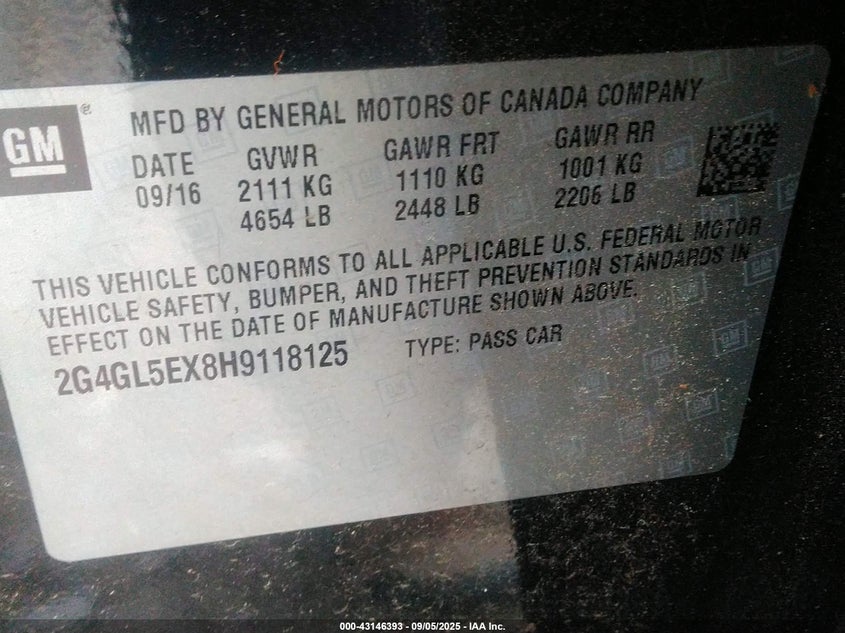 GM
®
MFD BY GENERAL MOTORS OF CANADA COMPANY
DATE GVWR GAWR FRT GAWR RR
09/16 2111 KG 1110 KG 1001 KG
4654 LB 2448 LB 2206 LB
THIS VEHICLE CONFORMS TO ALL APPLICABLE U.S. FEDERAL MOTOR
VEHICLE SAFETY, BUMPER, AND THEFT PREVENTION STANDARDS IN
EFFECT ON THE DATE OF MANUFACTURE SHOWN ABOVE.
2G4GL5EX8H9118125 TYPE: PASS CAR
000-43146393 - 09/05/2025 - IAA Inc.